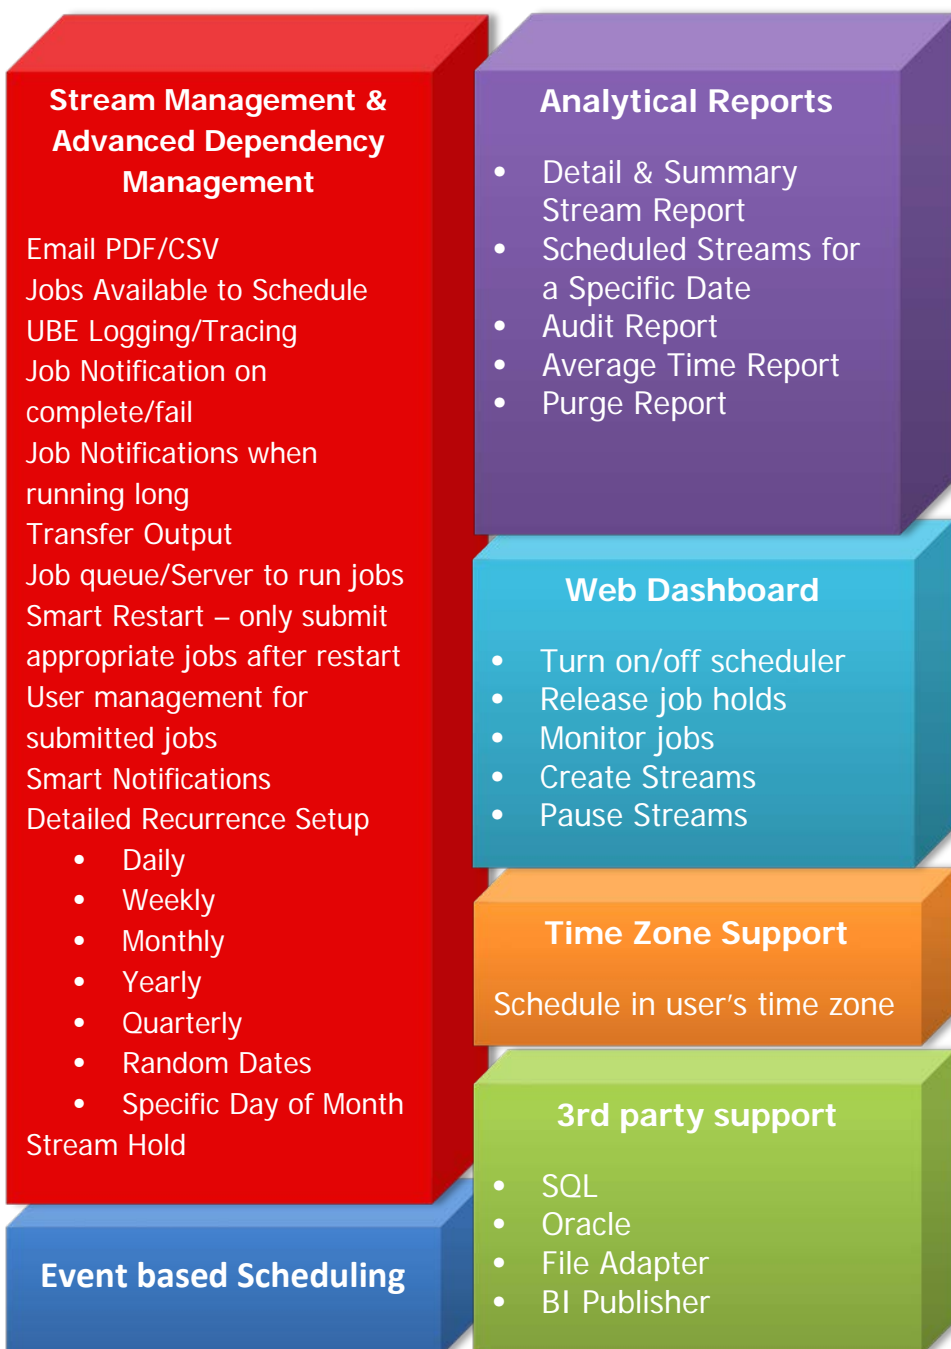 Stream Management &
Advanced Dependency
Management
Email PDF/CSV
Jobs Available to Schedule
UBE Logging/Tracing
Job Notification on
complete/fail
Job Notifications when
running long
Transfer Output
Job queue/Server to run jobs
Smart Restart – only submit
appropriate jobs after restart
User management for
submitted jobs
Smart Notifications
Detailed Recurrence Setup
• Daily
• Weekly
• Monthly
• Yearly
• Quarterly
• Random Dates
• Specific Day of Month
Stream Hold
Event based Scheduling
Analytical Reports
• Detail & Summary
Stream Report
• Scheduled Streams for
a Specific Date
• Audit Report
• Average Time Report
• Purge Report
Web Dashboard
• Turn on/off scheduler
• Release job holds
• Monitor jobs
• Create Streams
• Pause Streams
Time Zone Support
Schedule in user’s time zone
3rd party support
• SQL
• Oracle
• File Adapter
• BI Publisher